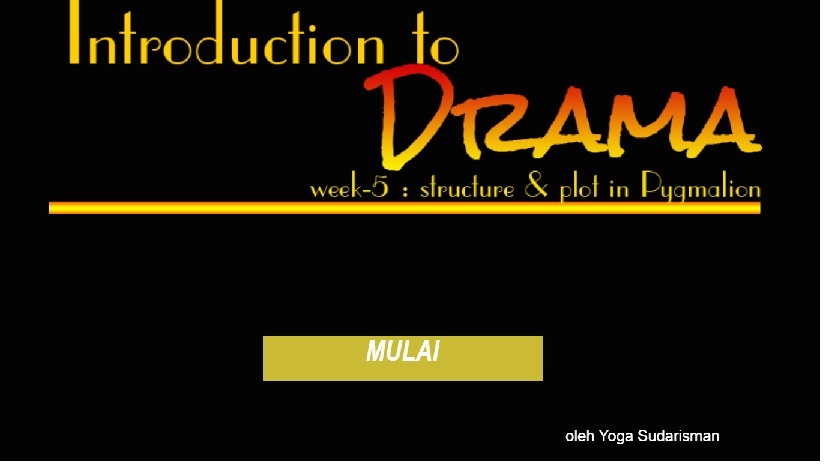 Introduction to
Drama
week-5 : structure & plot in Pygmalion
MULAI
oleh Yoga Sudarisman